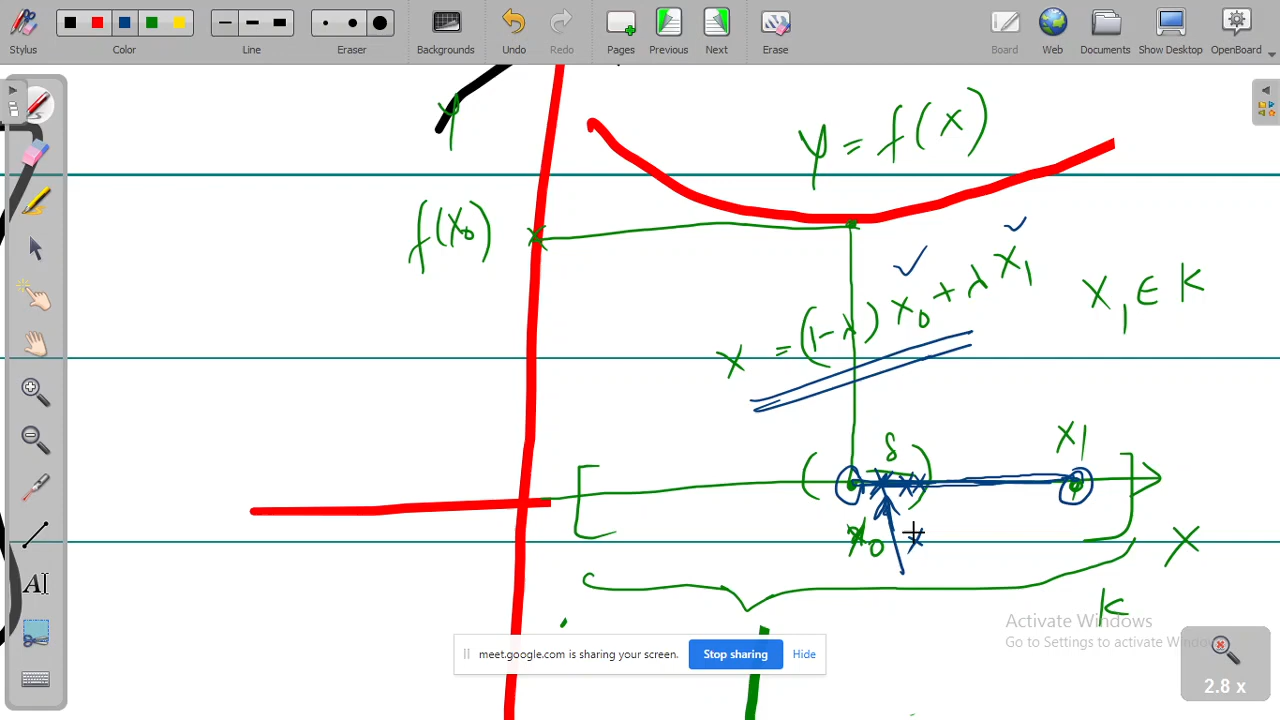 Stylus
Color
Line
Eraser
Backgrounds
Undo
Redo
Pages
Previous
Next
Erase
Board
Web
Documents
Show Desktop
OpenBoard
y
y = f(x)
f(x₀)
x = (1-λ) x₀ + λ x₁
x₁ ∈ K
δ
x₁
x₀
x
X
K
Activate Windows
Go to Settings to activate Windows.
meet.google.com is sharing your screen.
Stop sharing
Hide
2.8 x